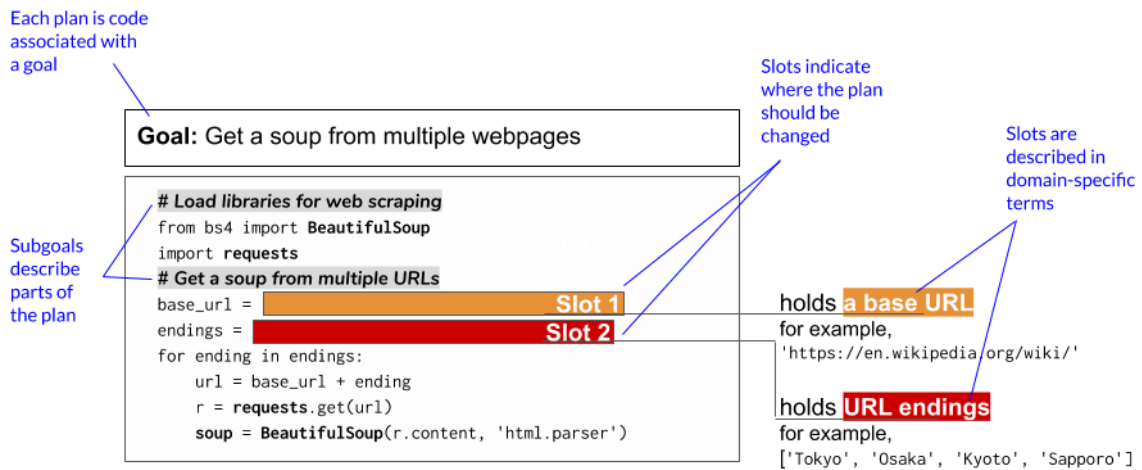 Each plan is code
associated with
a goal
Goal: Get a soup from multiple webpages
Slots indicate
where the plan
should be
changed
Slots are
described in
domain-specific
terms
Subgoals
describe
parts of
the plan
# Load libraries for web scraping
from bs4 import BeautifulSoup
import requests
# Get a soup from multiple URLs
base_url = Slot 1
endings = Slot 2
for ending in endings:
url = base_url + ending
r = requests.get(url)
soup = BeautifulSoup(r.content, 'html.parser')
holds a base URL
for example,
'https://en.wikipedia.org/wiki/'
holds URL endings
for example,
['Tokyo', 'Osaka', 'Kyoto', 'Sapporo']